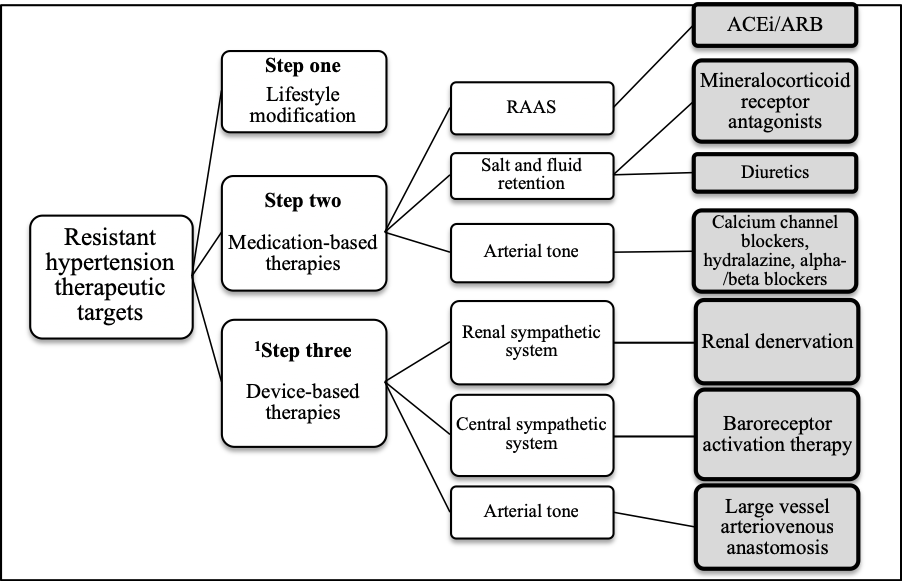 Resistant
hypertension
therapeutic
targets
Step one
Lifestyle
modification
Step two
Medication-based
therapies
¹Step three
Device-based
therapies
RAAS
Salt and fluid
retention
Arterial tone
Renal sympathetic
system
Central sympathetic
system
Arterial tone
ACEi/ARB
Mineralocorticoid
receptor
antagonists
Diuretics
Calcium channel
blockers,
hydralazine, alpha-
/beta blockers
Renal denervation
Baroreceptor
activation therapy
Large vessel
arteriovenous
anastomosis